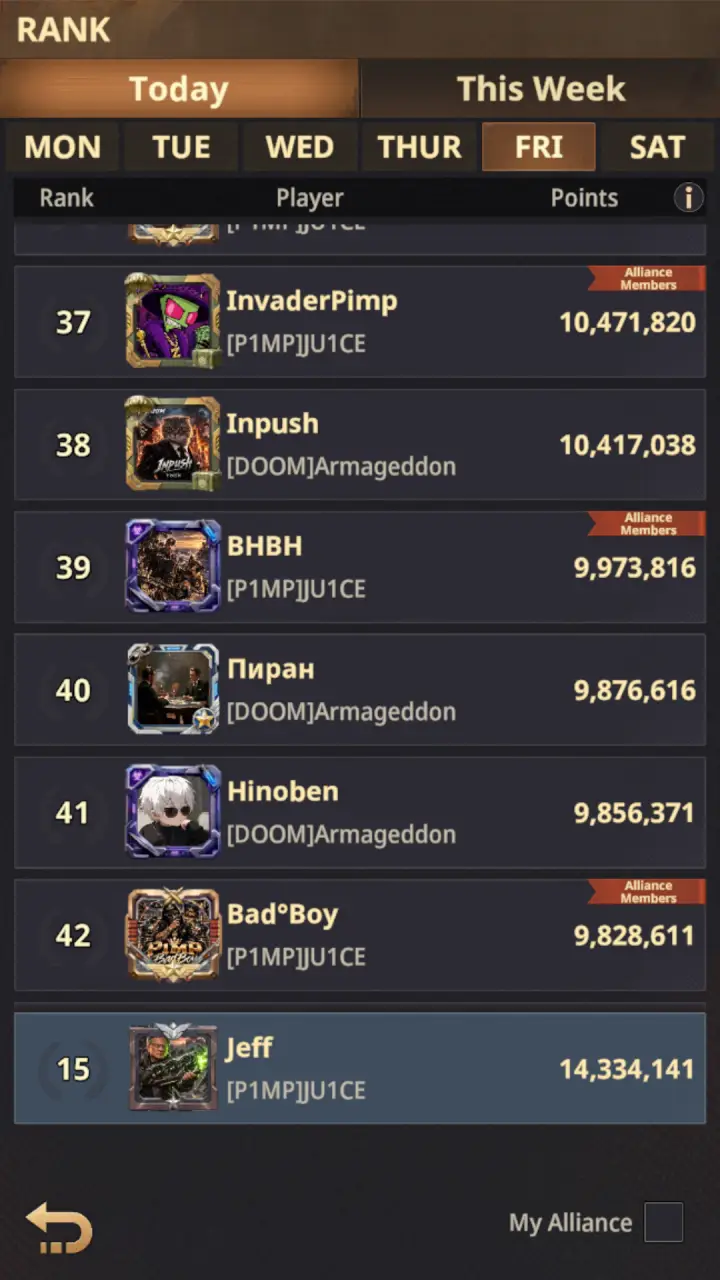 RANK
Today
This Week
MON
TUE
WED
THUR
FRI
SAT
Rank
Player
Points
Alliance
Members
37
InvaderPimp
[P1MP]JU1CE
10,471,820
38
Inpush
[DOOM]Armageddon
10,417,038
Alliance
Members
39
BHBH
[P1MP]JU1CE
9,973,816
40
Пиран
[DOOM]Armageddon
9,876,616
41
Hinoben
[DOOM]Armageddon
9,856,371
Alliance
Members
42
Bad°Boy
[P1MP]JU1CE
9,828,611
15
Jeff
[P1MP]JU1CE
14,334,141
My Alliance